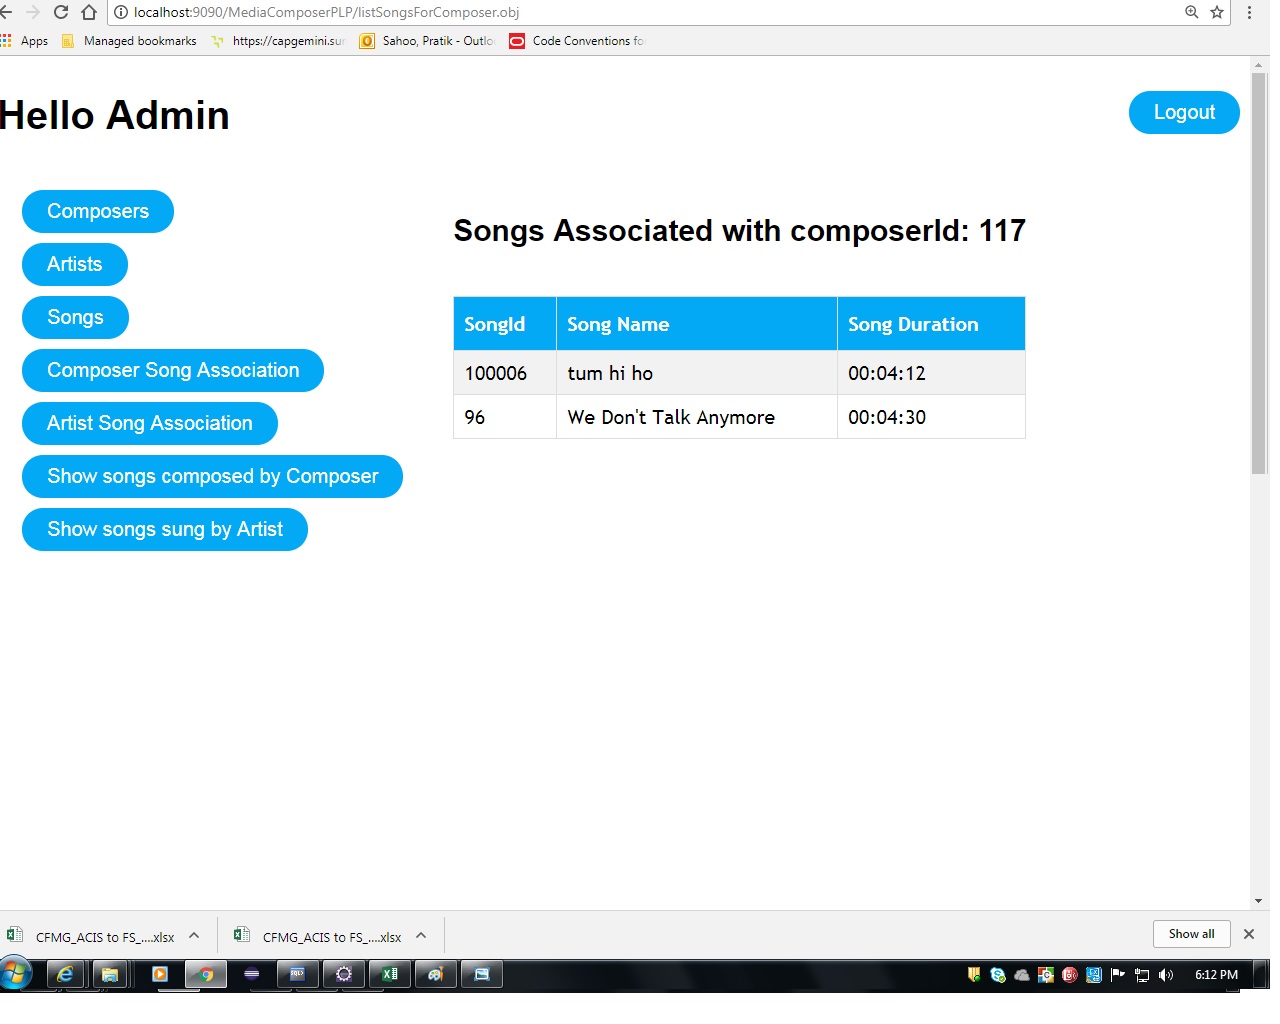 localhost:9090/MediaComposerPLP/listSongsForComposer.obj
Apps Managed bookmarks https://capgemini.sur Sahoo, Pratik - Outlo Code Conventions fo
Hello Admin
Logout
Composers
Artists
Songs
Composer Song Association
Artist Song Association
Show songs composed by Composer
Show songs sung by Artist
Songs Associated with composerId: 117
SongId Song Name Song Duration
100006 tum hi ho 00:04:12
96 We Don't Talk Anymore 00:04:30
CFMG_ACIS to FS_....xlsx CFMG_ACIS to FS_....xlsx Show all
6:12 PM